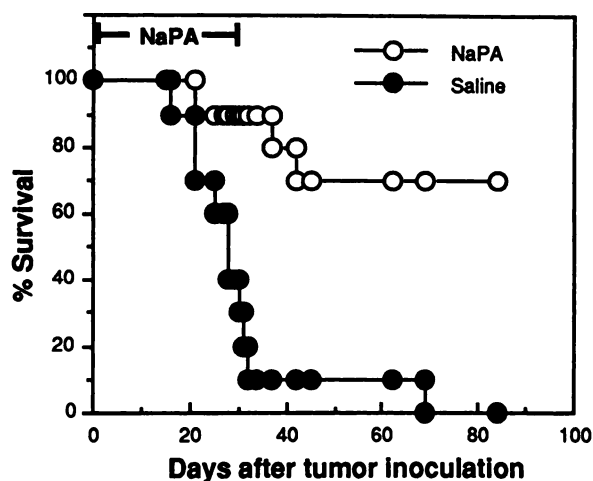 NaPA
NaPA
Saline
100
80
60
40
20
0
% Survival
0 20 40 60 80 100
Days after tumor inoculation